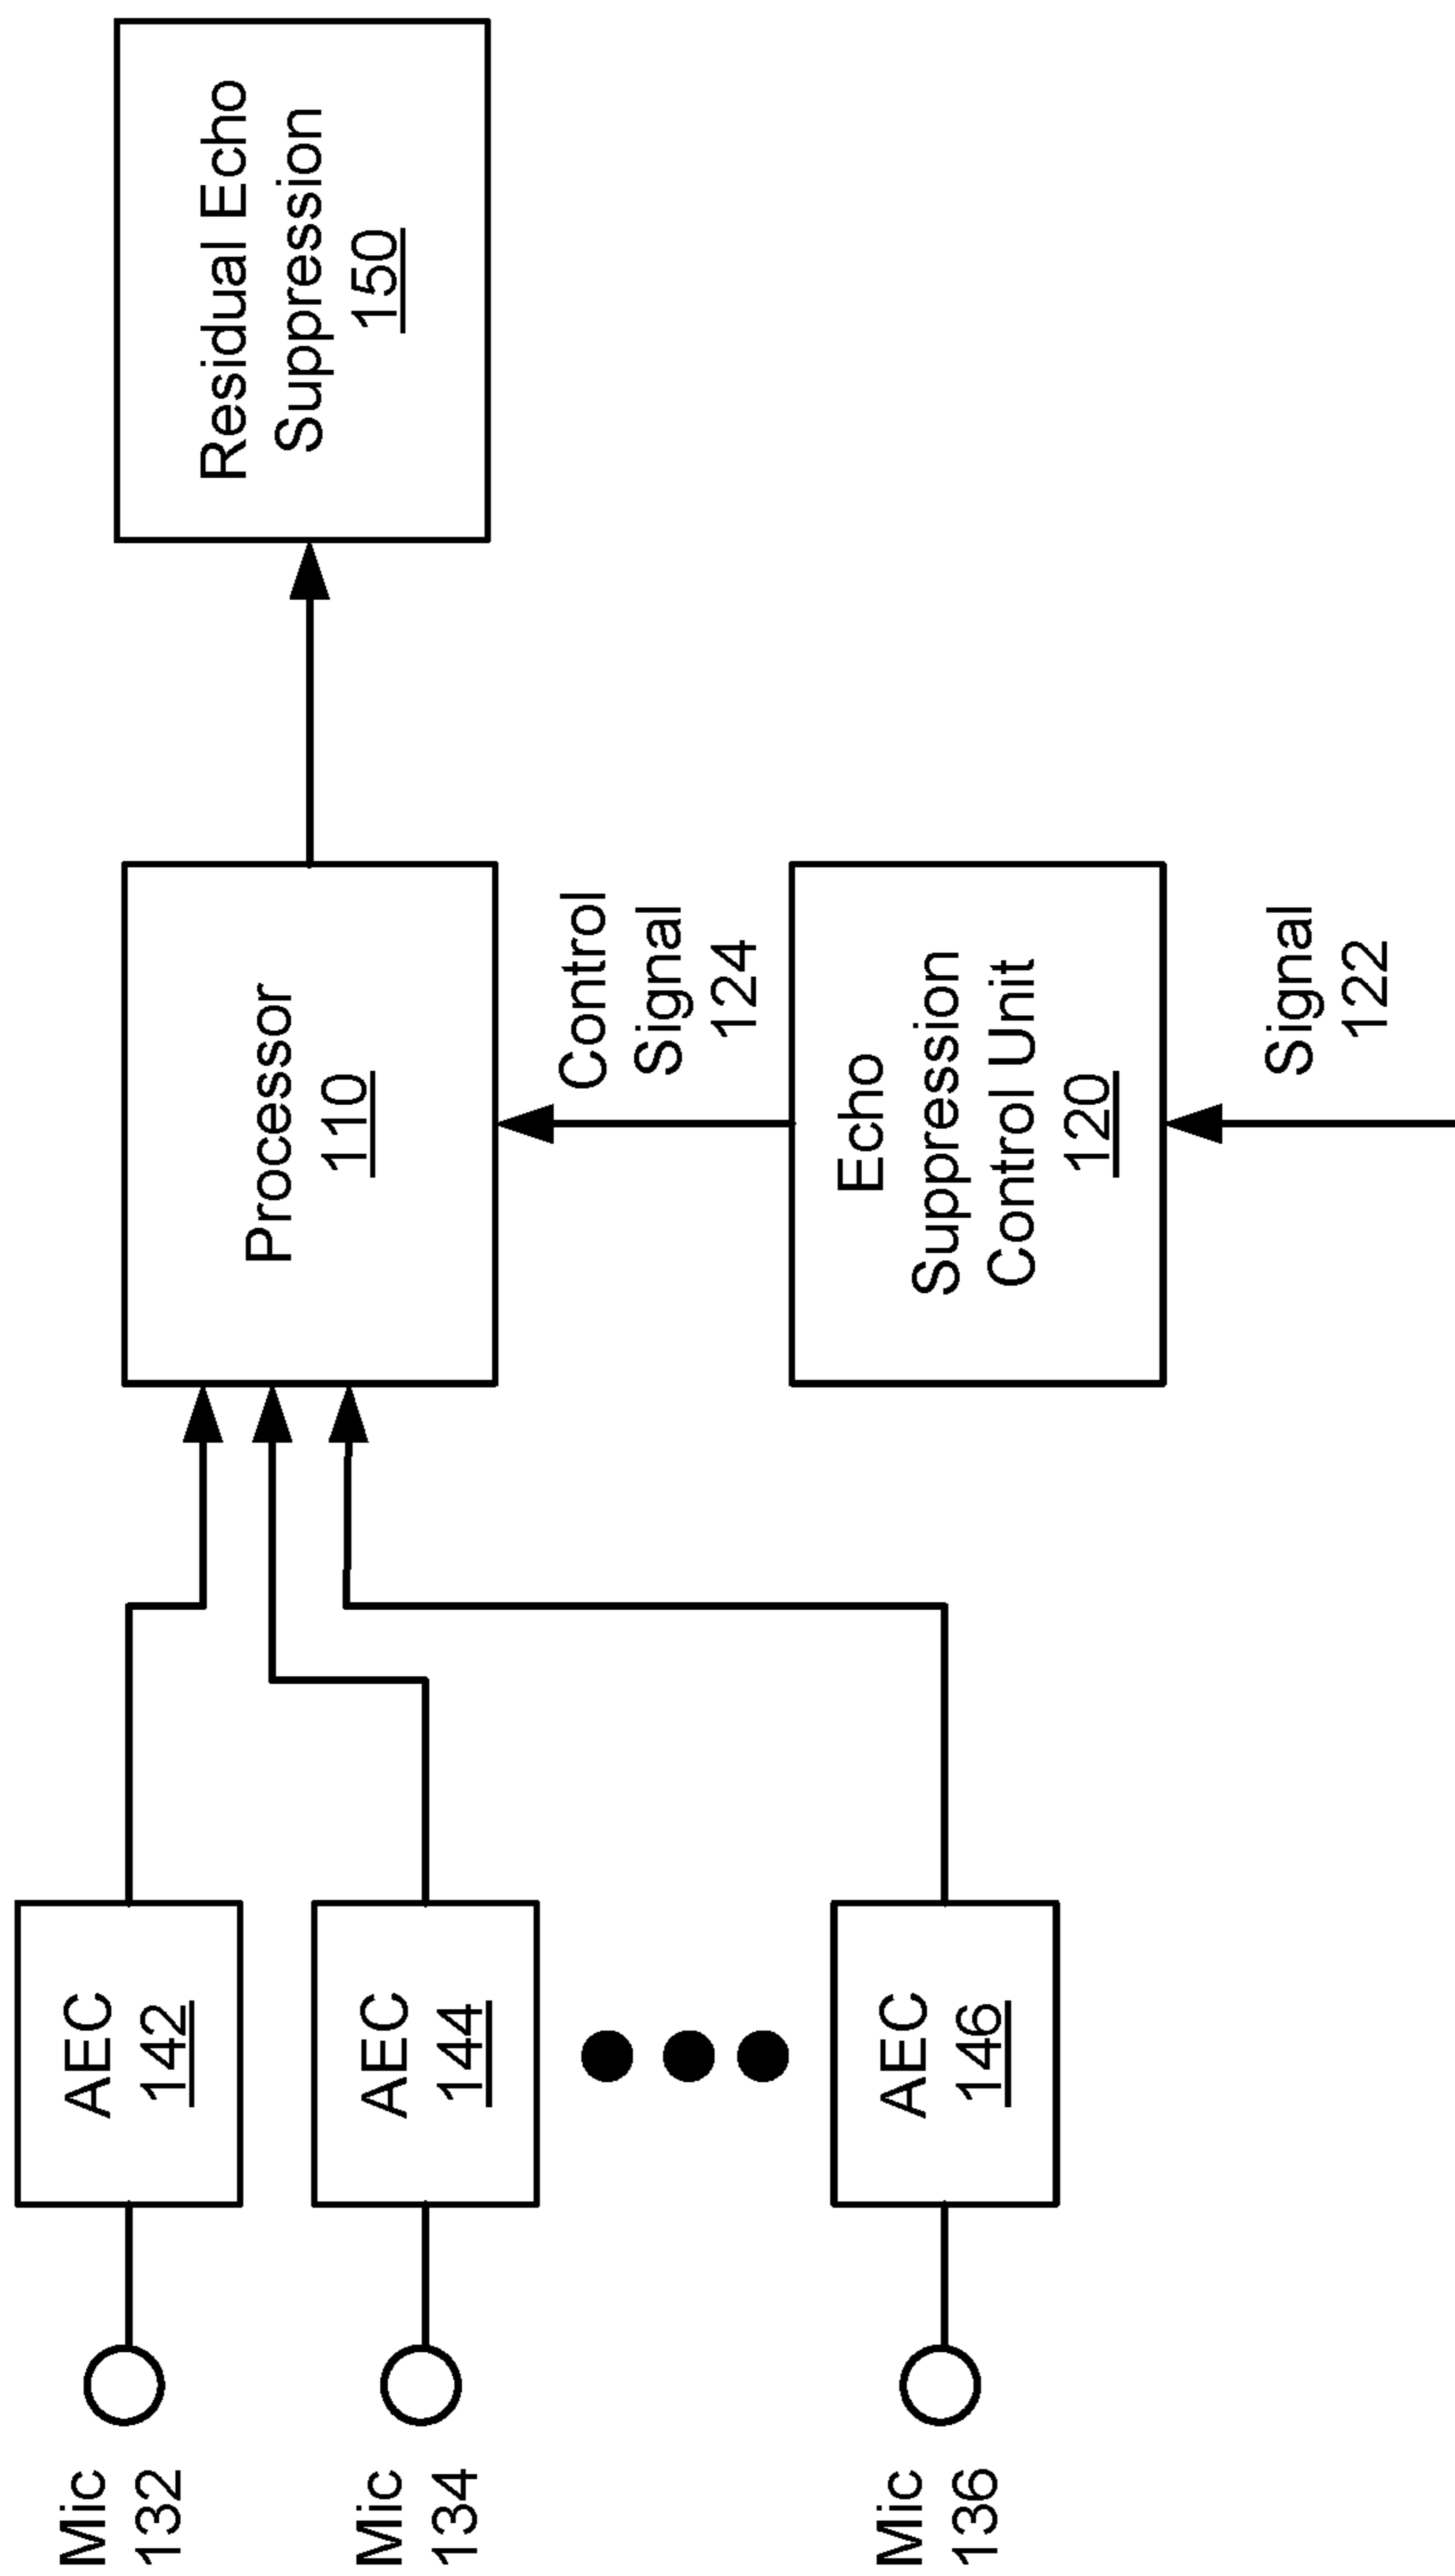 Mic
132
AEC
142
Mic
134
AEC
144
Mic
136
AEC
146
Processor
110
Residual Echo
Suppression
150
Control
Signal
124
Echo
Suppression
Control Unit
120
Signal
122